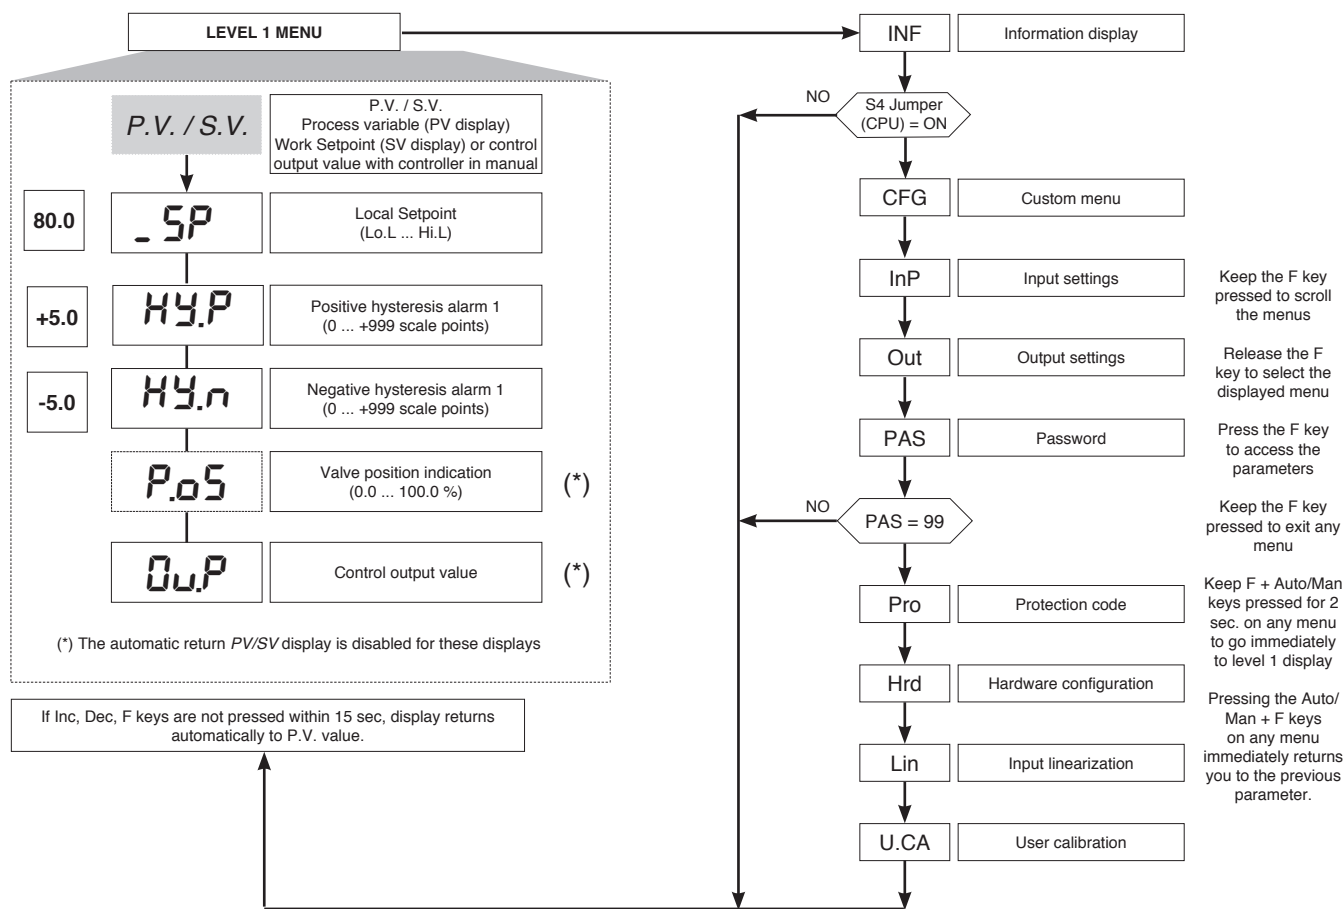 LEVEL 1 MENU
P.V. / S.V.
P.V. / S.V.
Process variable (PV display)
Work Setpoint (SV display) or control
output value with controller in manual
80.0
_SP
Local Setpoint
(Lo.L ... Hi.L)
+5.0
HY.P
Positive hysteresis alarm 1
(0 ... +999 scale points)
-5.0
HY.n
Negative hysteresis alarm 1
(0 ... +999 scale points)
P.oS
Valve position indication
(0.0 ... 100.0 %)
(*)
Ou.P
Control output value
(*)
(*) The automatic return PV/SV display is disabled for these displays
If Inc, Dec, F keys are not pressed within 15 sec, display returns
automatically to P.V. value.
INF
Information display
NO
S4 Jumper
(CPU) = ON
CFG
Custom menu
InP
Input settings
Out
Output settings
PAS
Password
NO
PAS = 99
Pro
Protection code
Hrd
Hardware configuration
Lin
Input linearization
U.CA
User calibration
Keep the F key
pressed to scroll
the menus
Release the F
key to select the
displayed menu
Press the F key
to access the
parameters
Keep the F key
pressed to exit any
menu
Keep F + Auto/Man
keys pressed for 2
sec. on any menu
to go immediately
to level 1 display
Pressing the Auto/
Man + F keys
on any menu
immediately returns
you to the previous
parameter.